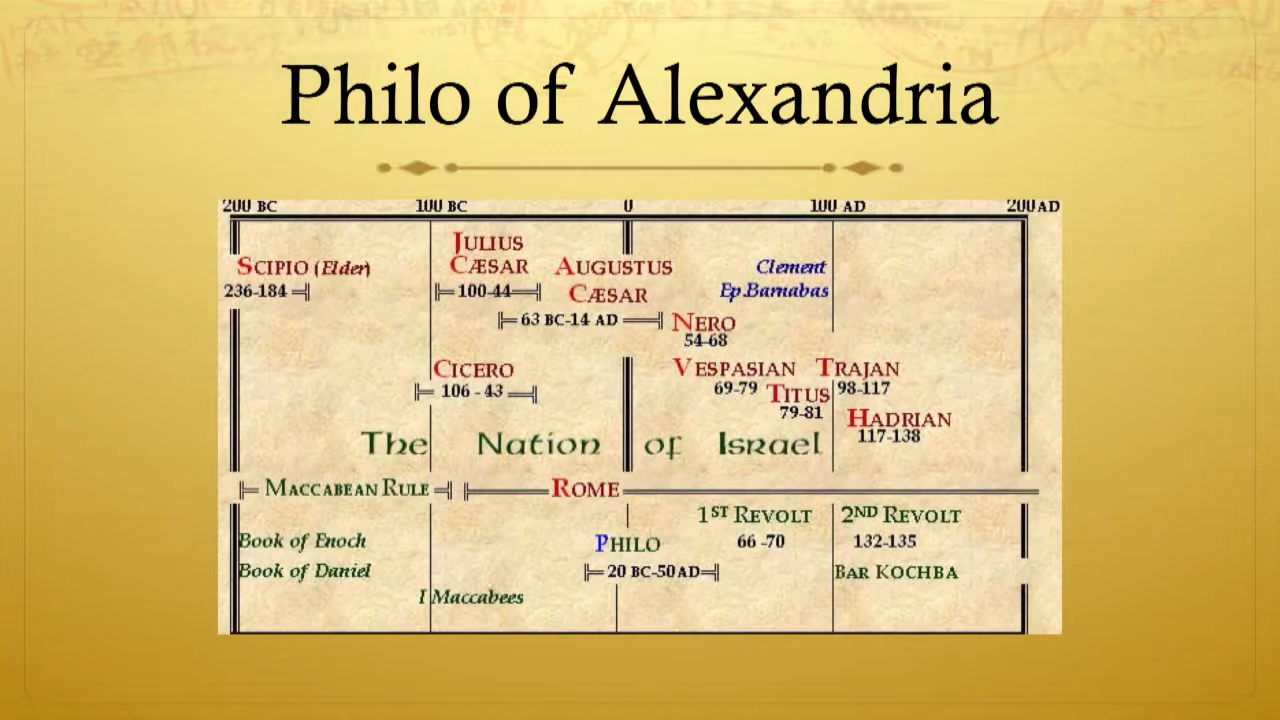 Philo of Alexandria
200 BC 100 BC 0 100 AD 200 AD
JULIUS
SCIPIO (Elder) CÆSAR AUGUSTUS Clement
236-184 100-44 CÆSAR Ep.Barnabas
63 BC-14 AD NERO
54-68
CICERO VESPASIAN TRAJAN
106 - 43 69-79 TITUS 98-117
79-81 HADRIAN
117-138
The Nation of Israel
MACCABEAN RULE ROME
1ST REVOLT 2ND REVOLT
Book of Enoch PHILO 66 -70 132-135
Book of Daniel 20 BC-50 AD BAR KOCHBA
I Maccabees